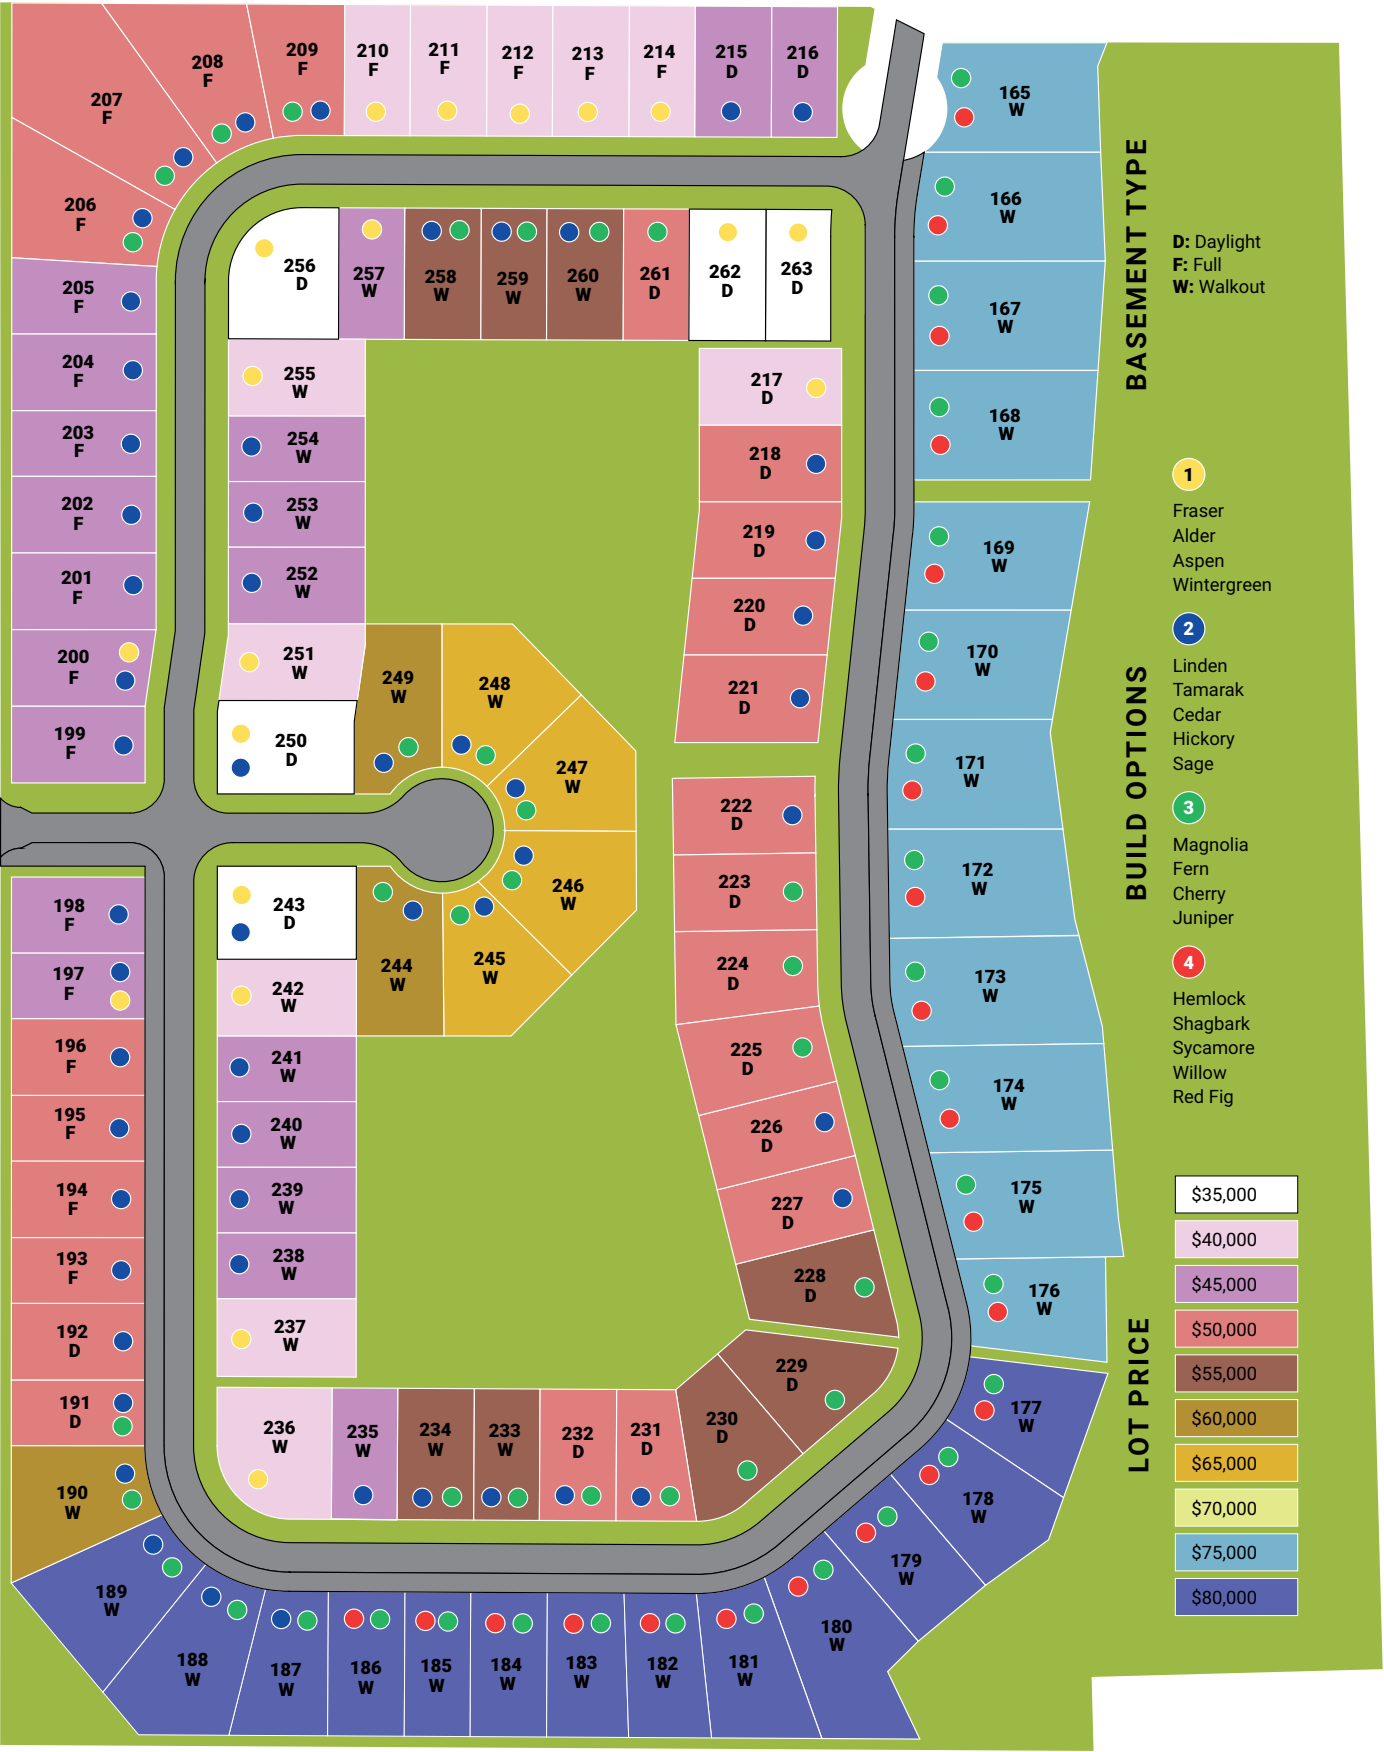 207
F
208
F
209
F
210
F
211
F
212
F
213
F
214
F
215
D
216
D
165
W
166
W
167
W
168
W
206
F
205
F
204
F
203
F
202
F
201
F
200
F
199
F
256
D
257
W
258
W
259
W
260
W
261
D
262
D
263
D
255
W
254
W
253
W
252
W
251
W
250
D
249
W
248
W
247
W
246
W
245
W
244
W
243
D
242
W
241
W
240
W
239
W
238
W
237
W
217
D
218
D
219
D
220
D
221
D
222
D
223
D
224
D
225
D
226
D
227
D
228
D
229
D
230
D
231
D
232
D
233
W
234
W
235
W
236
W
169
W
170
W
171
W
172
W
173
W
174
W
175
W
176
W
177
W
178
W
179
W
180
W
181
W
182
W
183
W
184
W
185
W
186
W
187
W
188
W
189
W
190
W
191
D
192
D
193
F
194
F
195
F
196
F
197
F
198
F
BASEMENT TYPE
D: Daylight
F: Full
W: Walkout
BUILD OPTIONS
1
Fraser
Alder
Aspen
Wintergreen
2
Linden
Tamarak
Cedar
Hickory
Sage
3
Magnolia
Fern
Cherry
Juniper
4
Hemlock
Shagbark
Sycamore
Willow
Red Fig
LOT PRICE
$35,000
$40,000
$45,000
$50,000
$55,000
$60,000
$65,000
$70,000
$75,000
$80,000